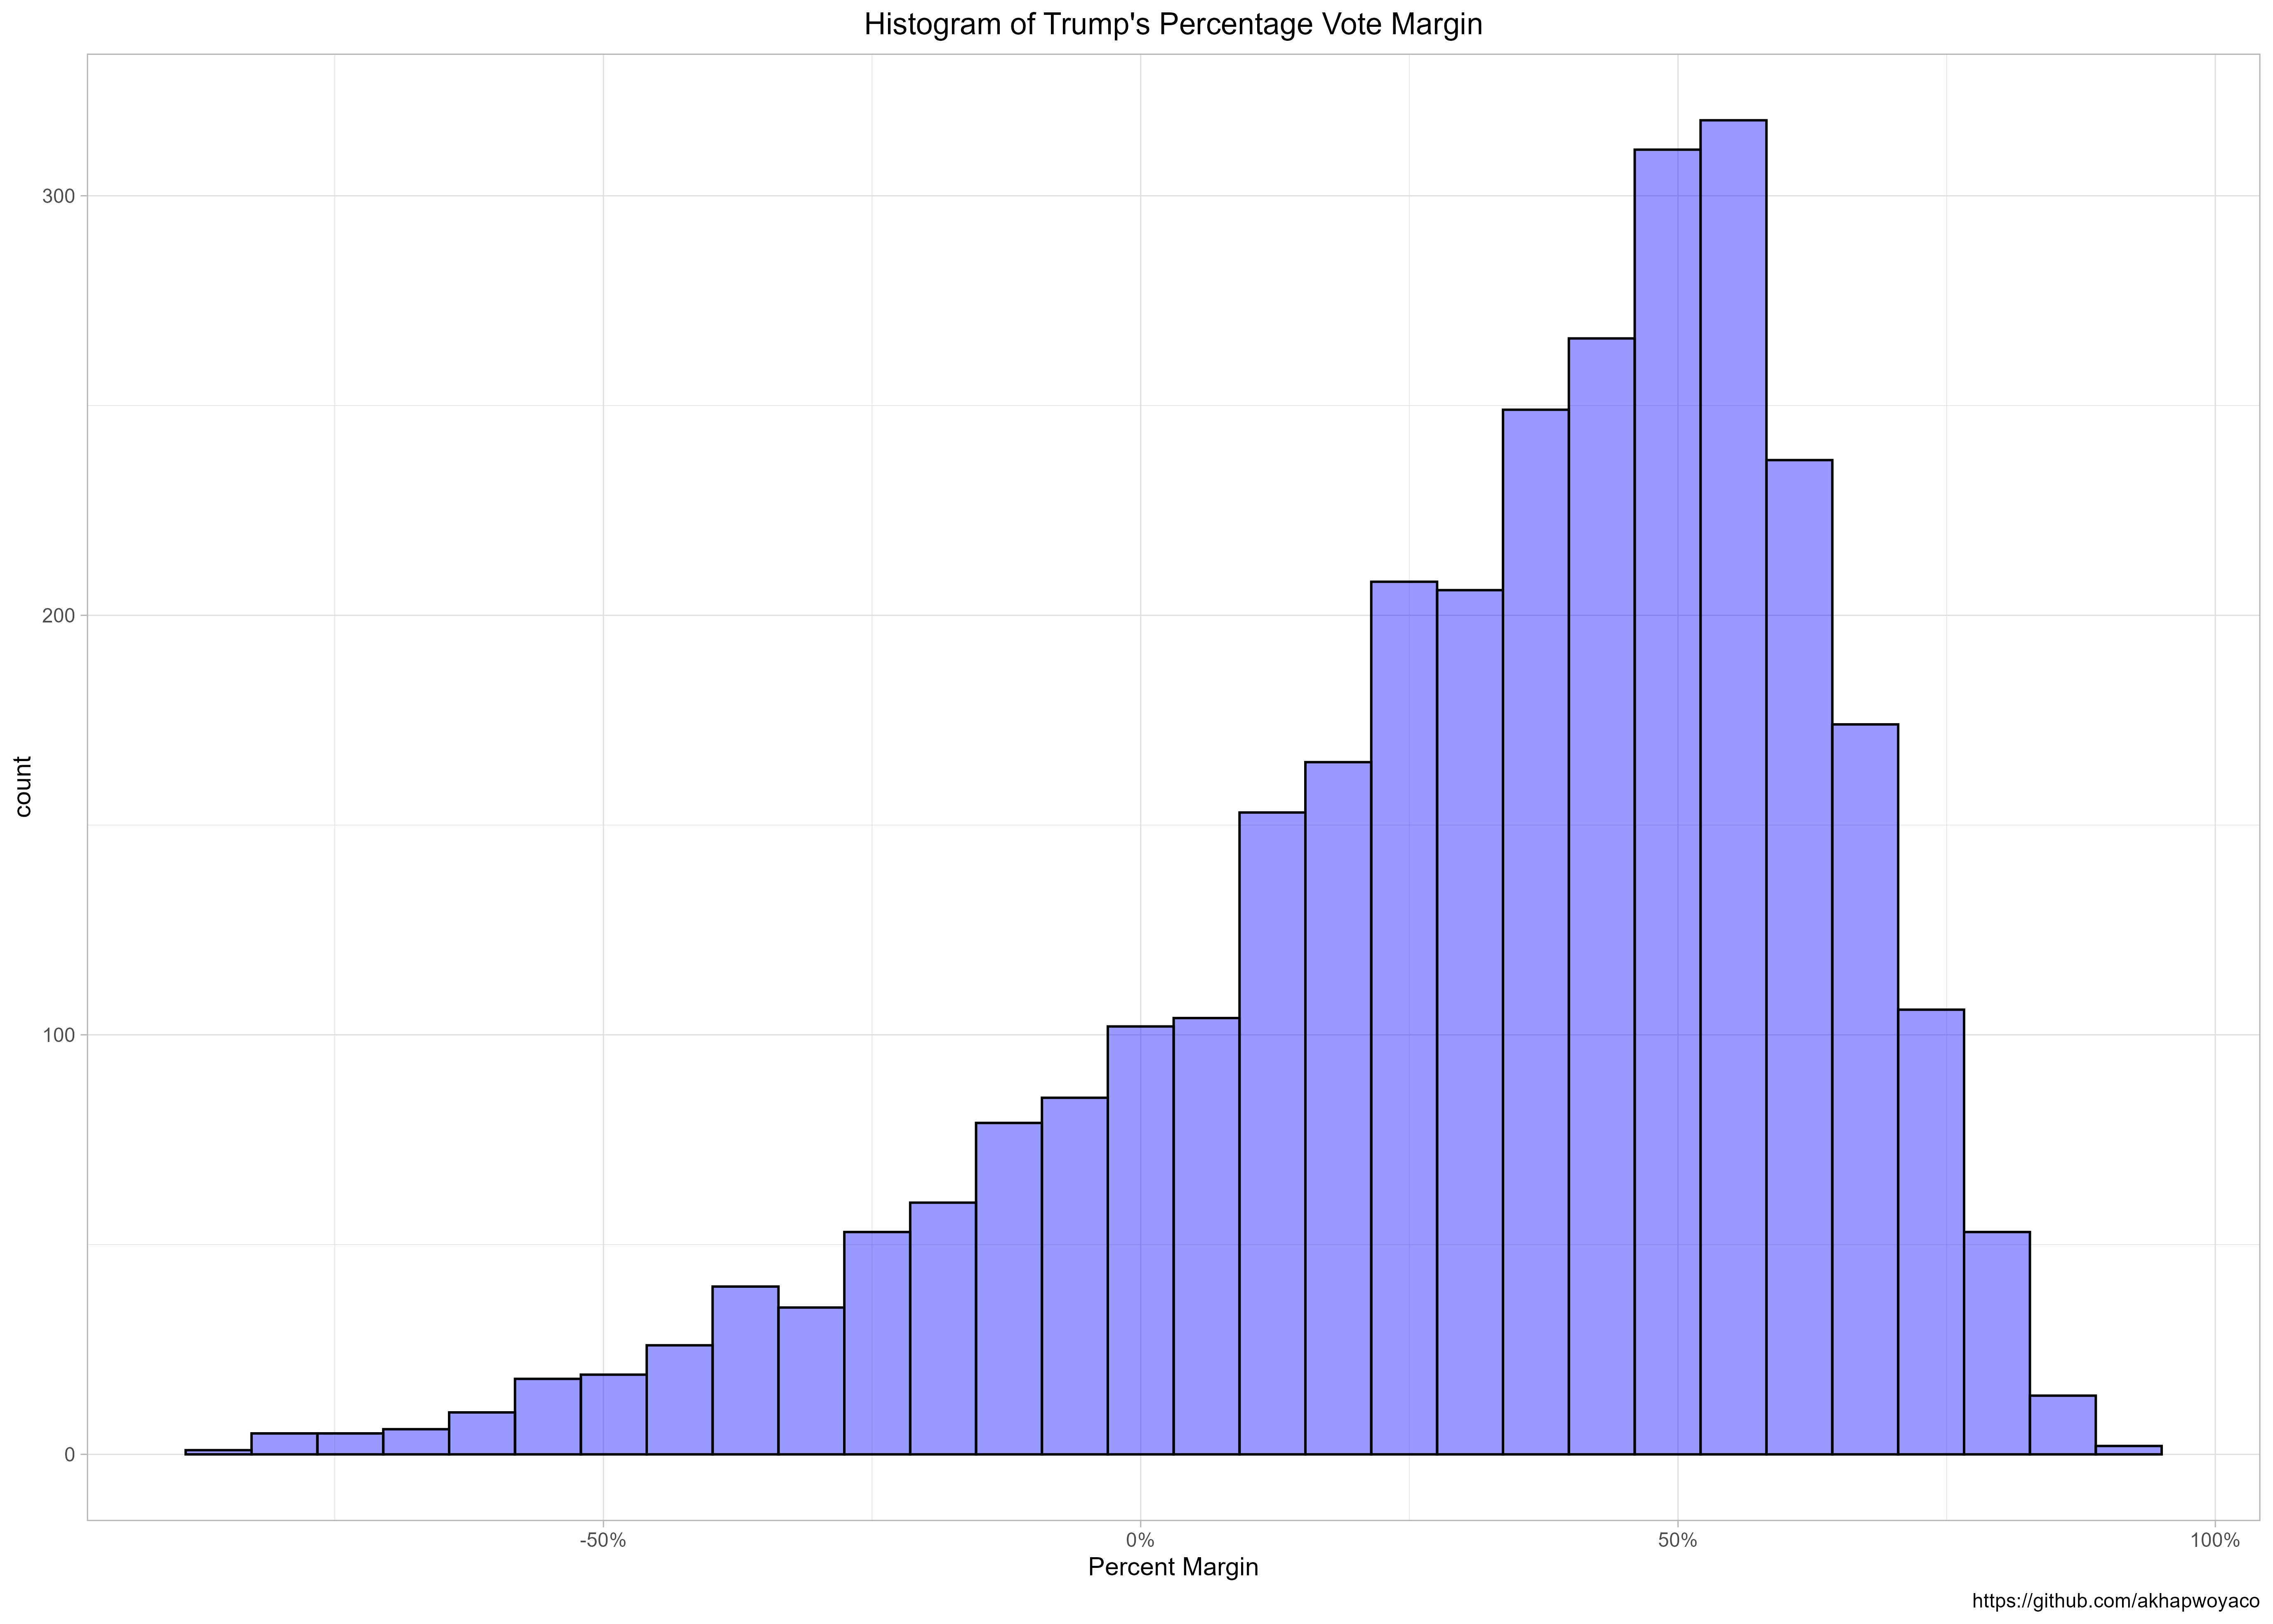 Histogram of Trump's Percentage Vote Margin
300
200
100
0
count
-50%
0%
50%
100%
Percent Margin
https://github.com/akhapwoyaco